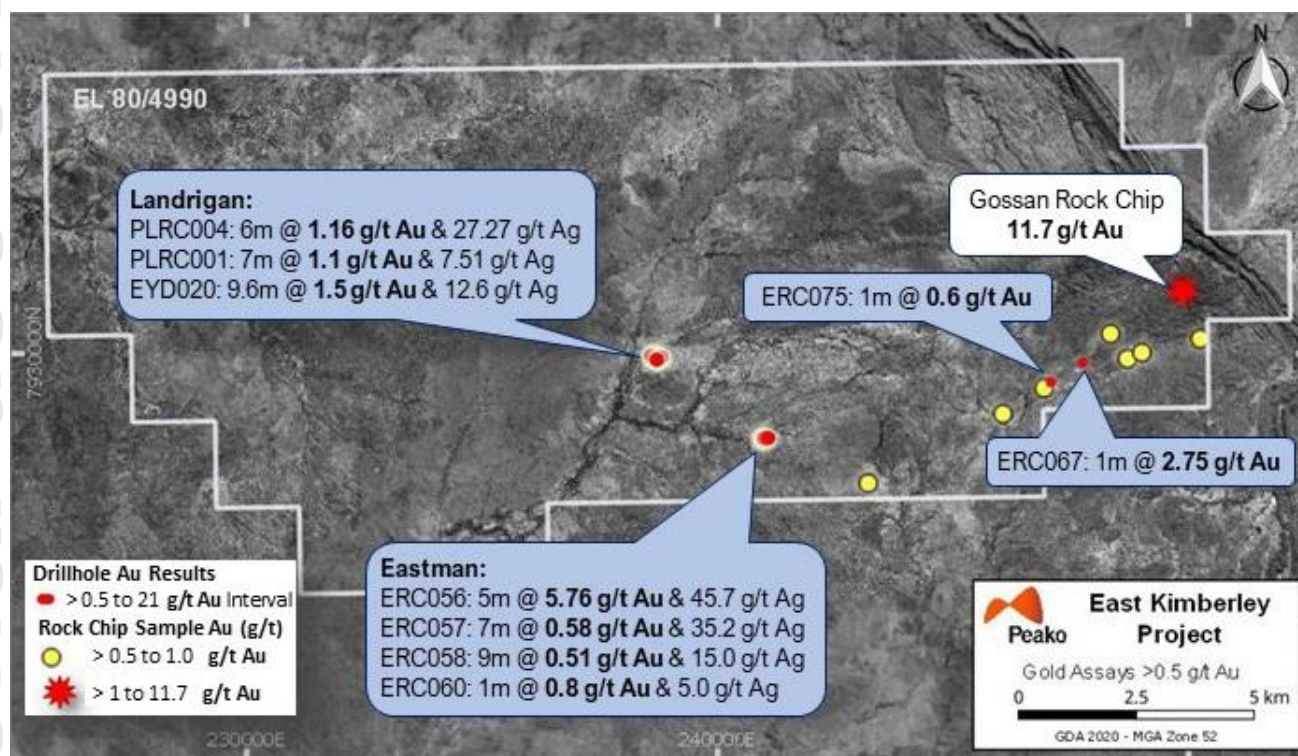 N
EL 80/4990
Landrigan:
PLRC004: 6m @ 1.16 g/t Au & 27.27 g/t Ag
PLRC001: 7m @ 1.1 g/t Au & 7.51 g/t Ag
EYD020: 9.6m @ 1.5 g/t Au & 12.6 g/t Ag
Gossan Rock Chip
11.7 g/t Au
ERC075: 1m @ 0.6 g/t Au
7930000N
ERC067: 1m @ 2.75 g/t Au
Eastman:
ERC056: 5m @ 5.76 g/t Au & 45.7 g/t Ag
ERC057: 7m @ 0.58 g/t Au & 35.2 g/t Ag
ERC058: 9m @ 0.51 g/t Au & 15.0 g/t Ag
ERC060: 1m @ 0.8 g/t Au & 5.0 g/t Ag
Drillhole Au Results
> 0.5 to 21 g/t Au Interval
Rock Chip Sample Au (g/t)
> 0.5 to 1.0 g/t Au
> 1 to 11.7 g/t Au
230000E
240000E
Peako
East Kimberley
Project
Gold Assays >0.5 g/t Au
0 2.5 5 km
GDA 2020 - MGA Zone 52